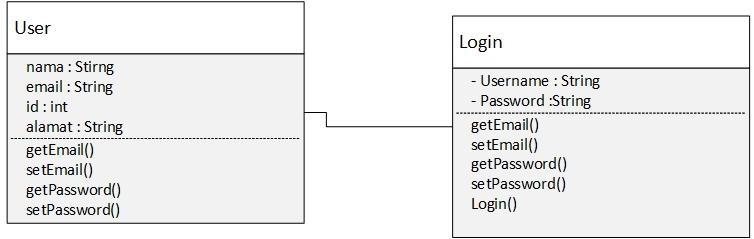 User
nama : Stirng
email : String
id : int
alamat : String
getEmail()
setEmail()
getPassword()
setPassword()
Login
- Username : String
- Password :String
getEmail()
setEmail()
getPassword()
setPassword()
Login()